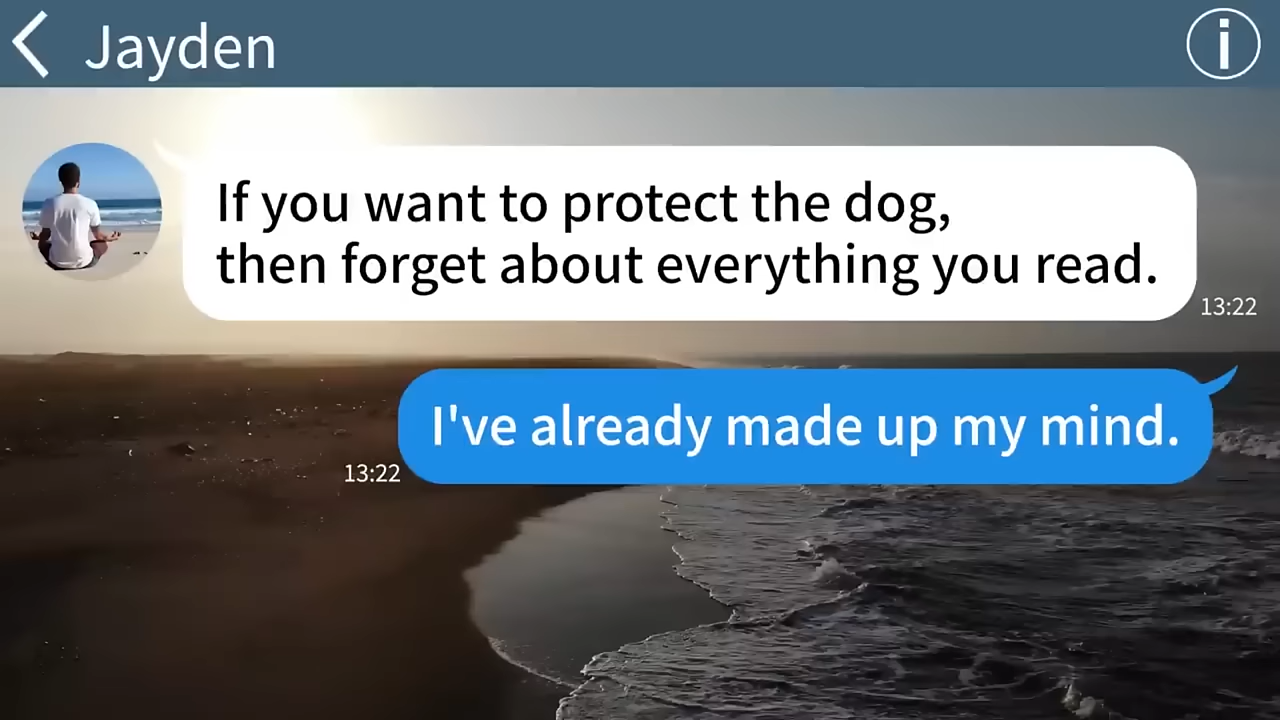 Jayden
If you want to protect the dog,
then forget about everything you read.
13:22
I've already made up my mind.
13:22